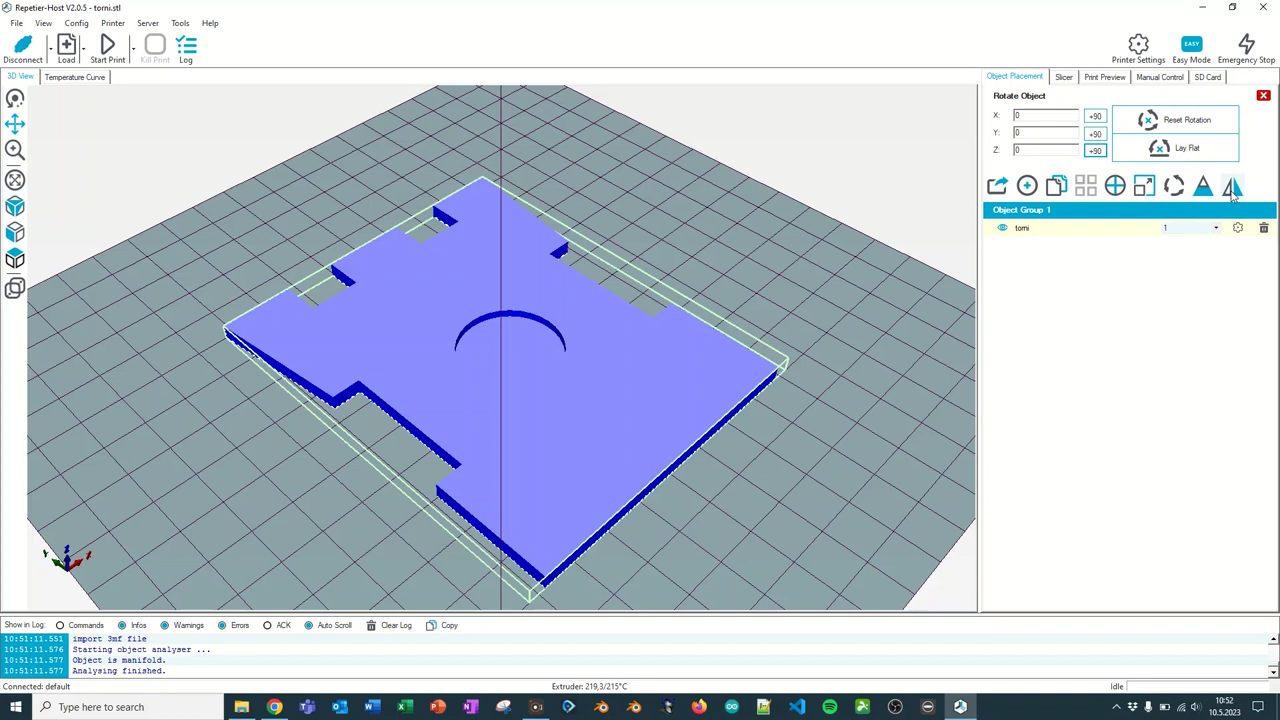 Repetier-Host V2.0.5 - torni.stl
File View Config Printer Server Tools Help
Disconnect Load Start Print Kill Print Log Printer Settings EASY Easy Mode Emergency Stop
3D View Temperature Curve
Object Placement Slicer Print Preview Manual Control SD Card
Rotate Object
X: 0 +90 Reset Rotation
Y: 0 +90
Z: 0 +90 Lay Flat
Object Group 1
torni 1
Show in Log: Commands Infos Warnings Errors ACK Auto Scroll Clear Log Copy
10:51:11.551 import 3mf file
10:51:11.576 Starting object analyser ...
10:51:11.577 Object is manifold.
10:51:11.577 Analysing finished.
Connected: default Extruder: 219,3/215°C Idle
Type here to search
10:52
10.5.2023